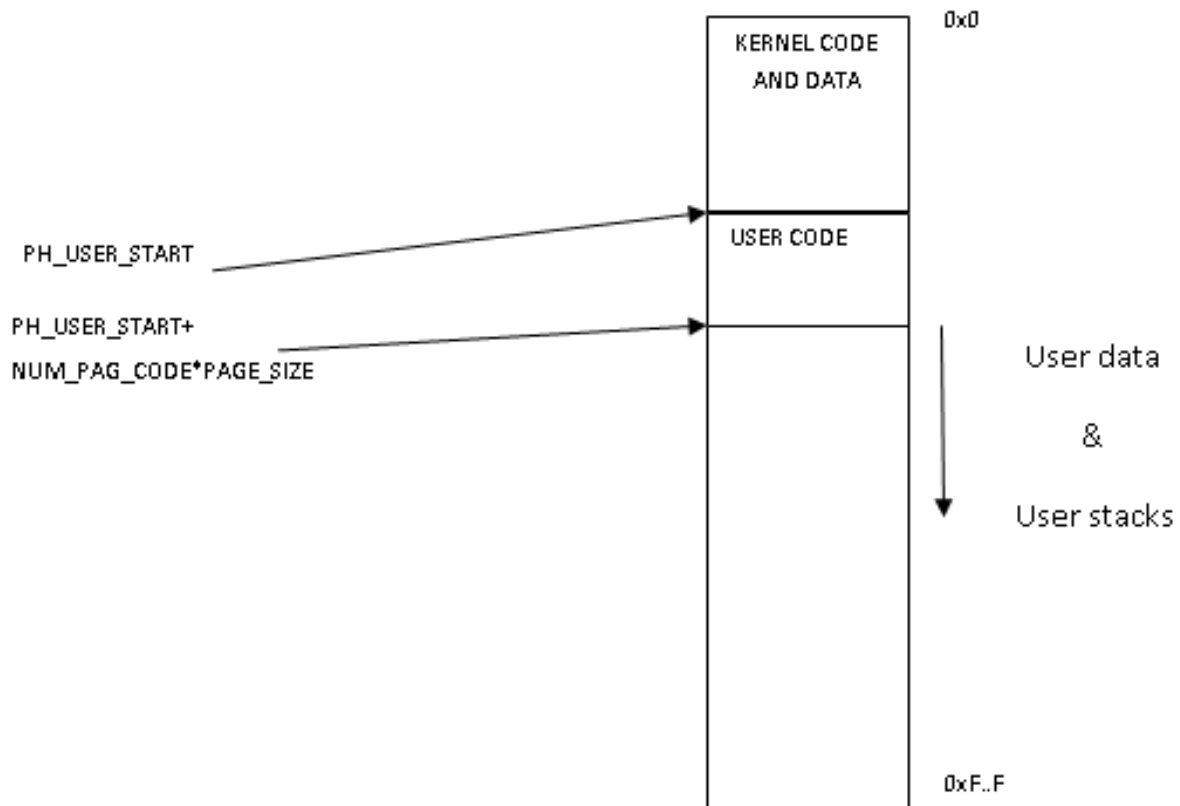 0x0
KERNEL CODE
AND DATA
PH_USER_START
USER CODE
PH_USER_START+
NUM_PAG_CODE*PAGE_SIZE
User data
&
User stacks
0xF..F